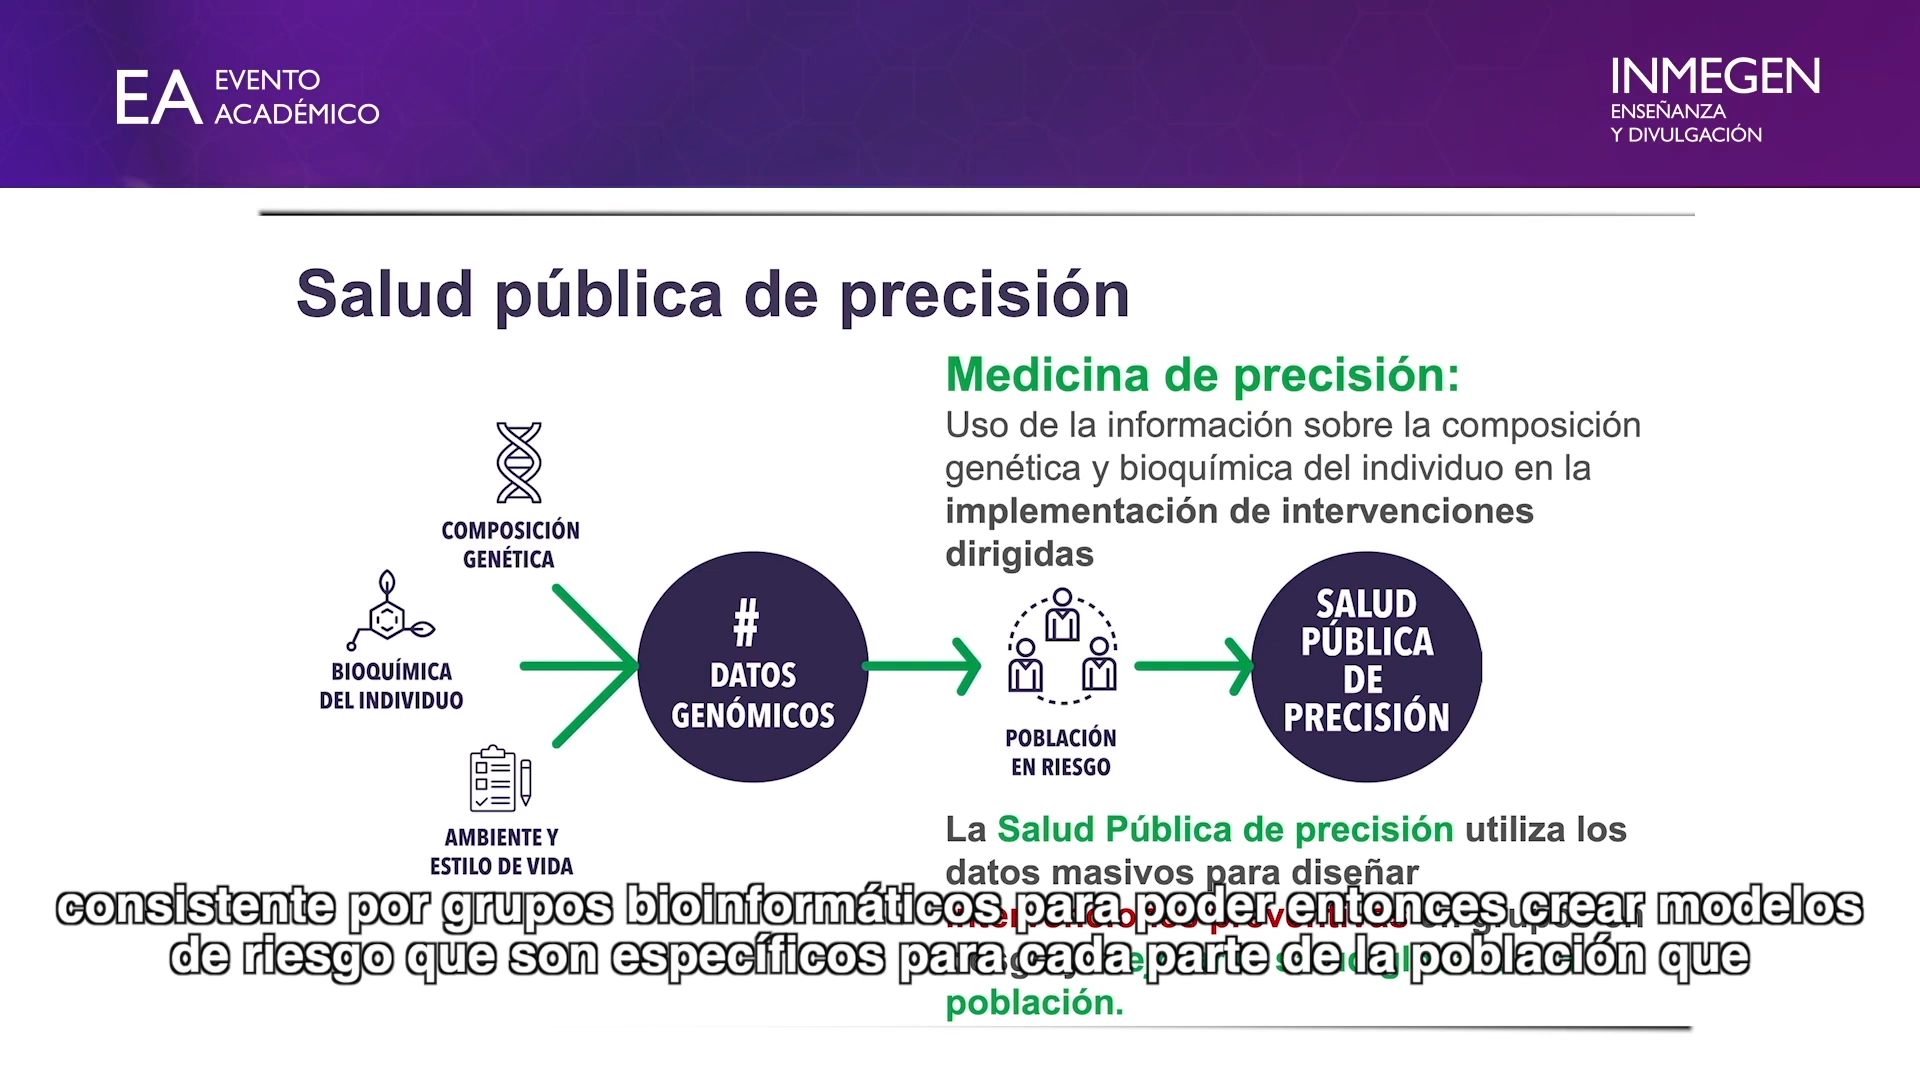 EA EVENTO
ACADÉMICO
INMEGEN
ENSEÑANZA
Y DIVULGACIÓN
Salud pública de precisión
Medicina de precisión:
Uso de la información sobre la composición
genética y bioquímica del individuo en la
implementación de intervenciones
dirigidas
COMPOSICIÓN
GENÉTICA
BIOQUÍMICA
DEL INDIVIDUO
AMBIENTE Y
ESTILO DE VIDA
#
DATOS
GENÓMICOS
POBLACIÓN
EN RIESGO
SALUD
PÚBLICA
DE
PRECISIÓN
La Salud Pública de precisión utiliza los
datos masivos para diseñar
población.
consistente por grupos bioinformáticos para poder entonces crear modelos
de riesgo que son específicos para cada parte de la población que